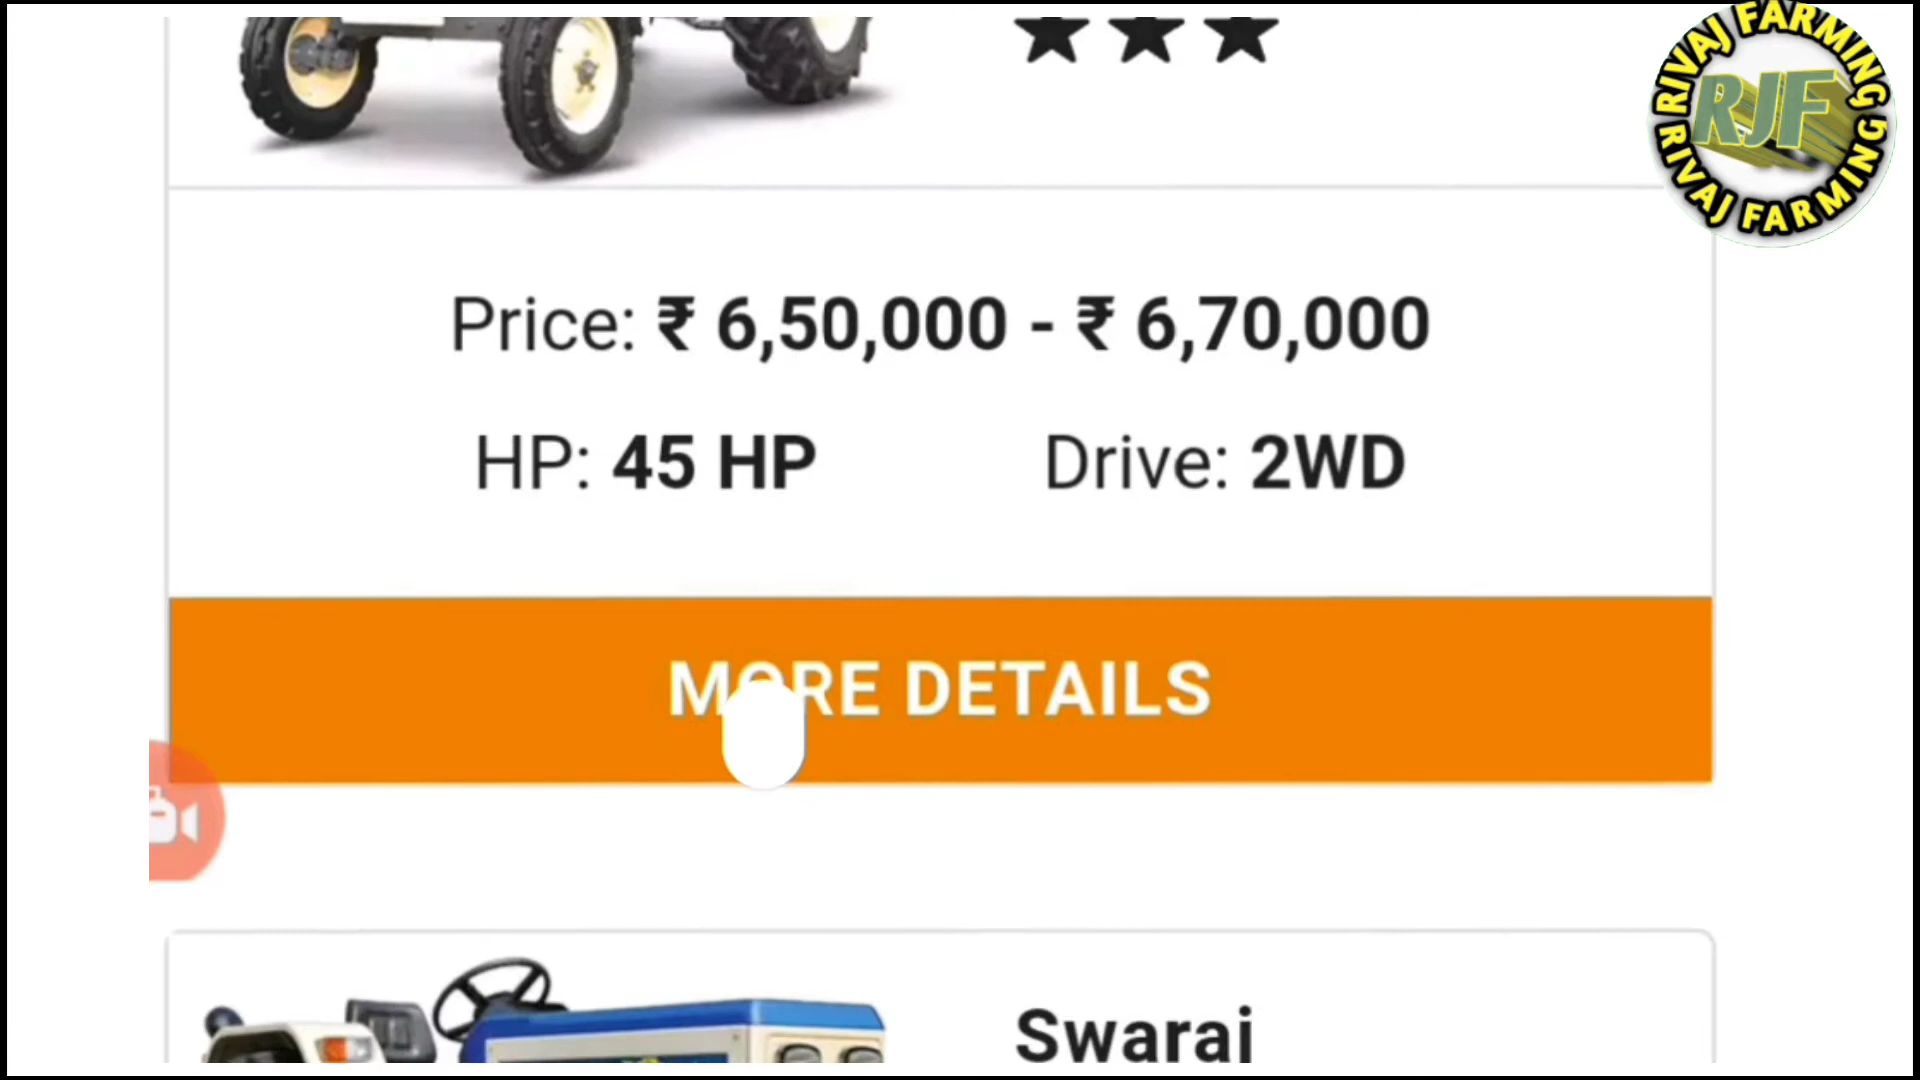 ★★★
RIVAJ FARMING
RJF
RIVAJ FARMING
Price: ₹ 6,50,000 - ₹ 6,70,000
HP: 45 HP
Drive: 2WD
MORE DETAILS
Swaraj